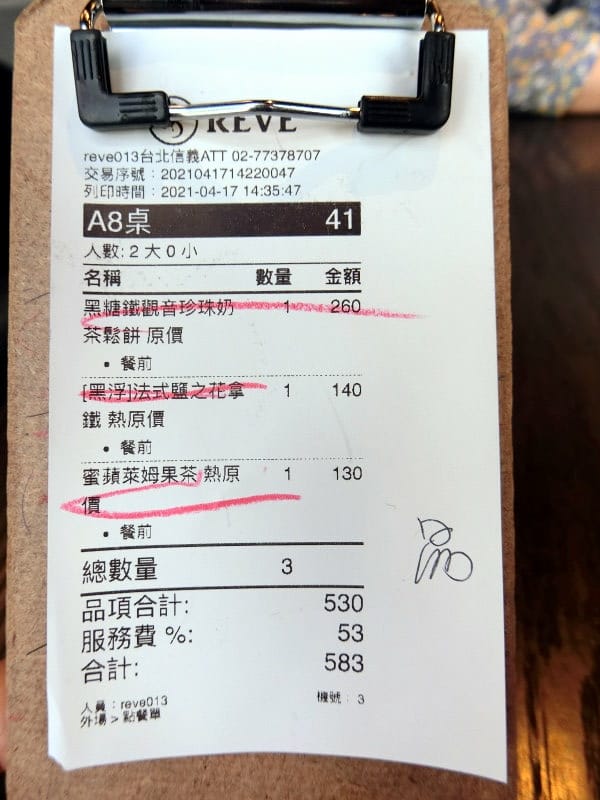 REVE
reve013台北信義ATT 02-77378707
交易序號：2021041714220047
列印時間：2021-04-17 14:35:47
A8桌 41
人數: 2 大 0 小
名稱 數量 金額
黑糖鐵觀音珍珠奶 1 260
茶鬆餅 原價
• 餐前
[黑浮]法式鹽之花拿 1 140
鐵 熱原價
• 餐前
蜜蘋萊姆果茶 熱原 1 130
價
• 餐前
總數量 3
品項合計: 530
服務費 %: 53
合計: 583
人員：reve013 機號：3
外場 > 點餐單